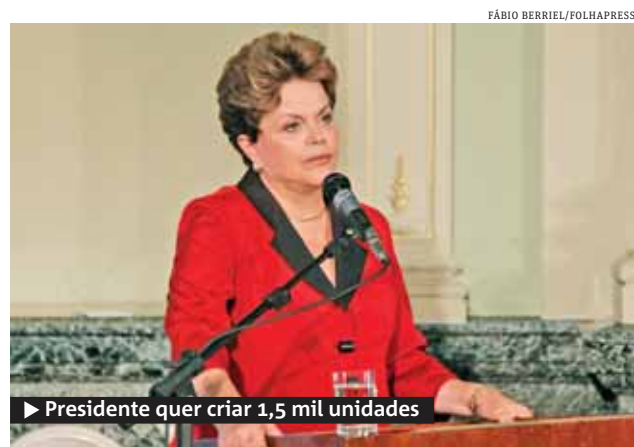 FÁBIO BERRIEL/FOLHAPRESS
▶ Presidente quer criar 1,5 mil unidades